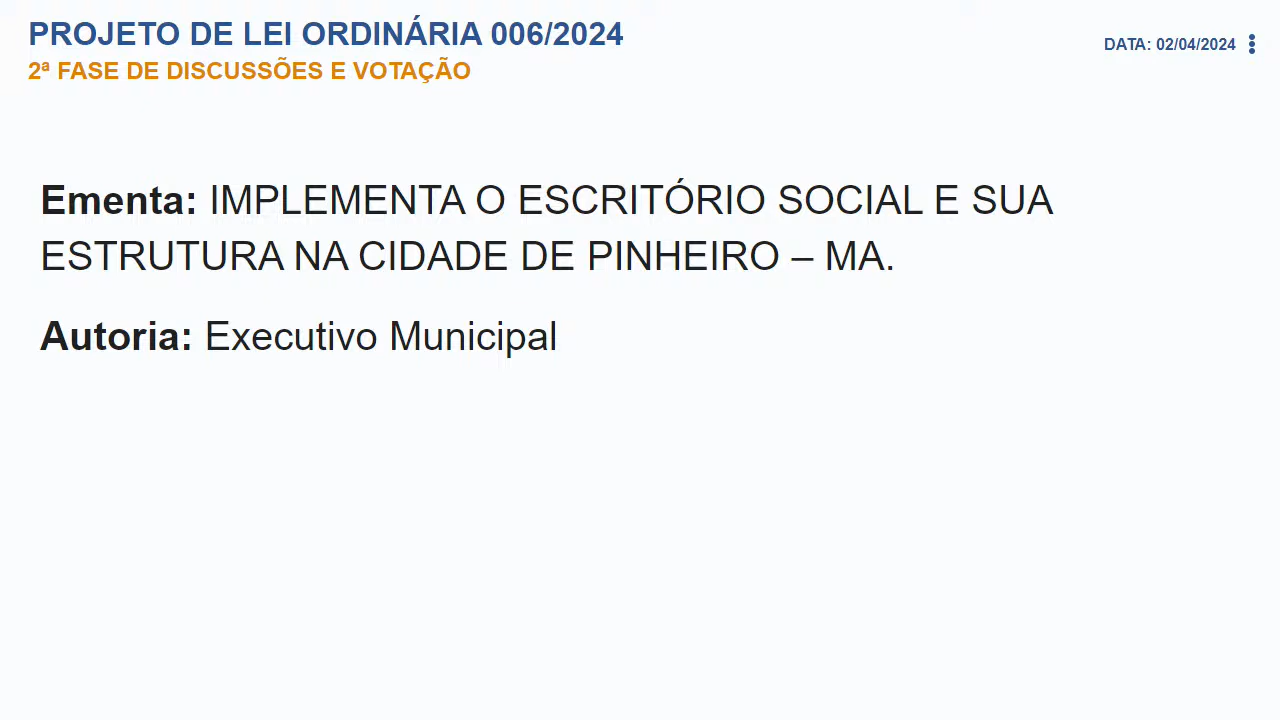 PROJETO DE LEI ORDINÁRIA 006/2024
DATA: 02/04/2024
2ª FASE DE DISCUSSÕES E VOTAÇÃO
Ementa: IMPLEMENTA O ESCRITÓRIO SOCIAL E SUA
ESTRUTURA NA CIDADE DE PINHEIRO – MA.
Autoria: Executivo Municipal